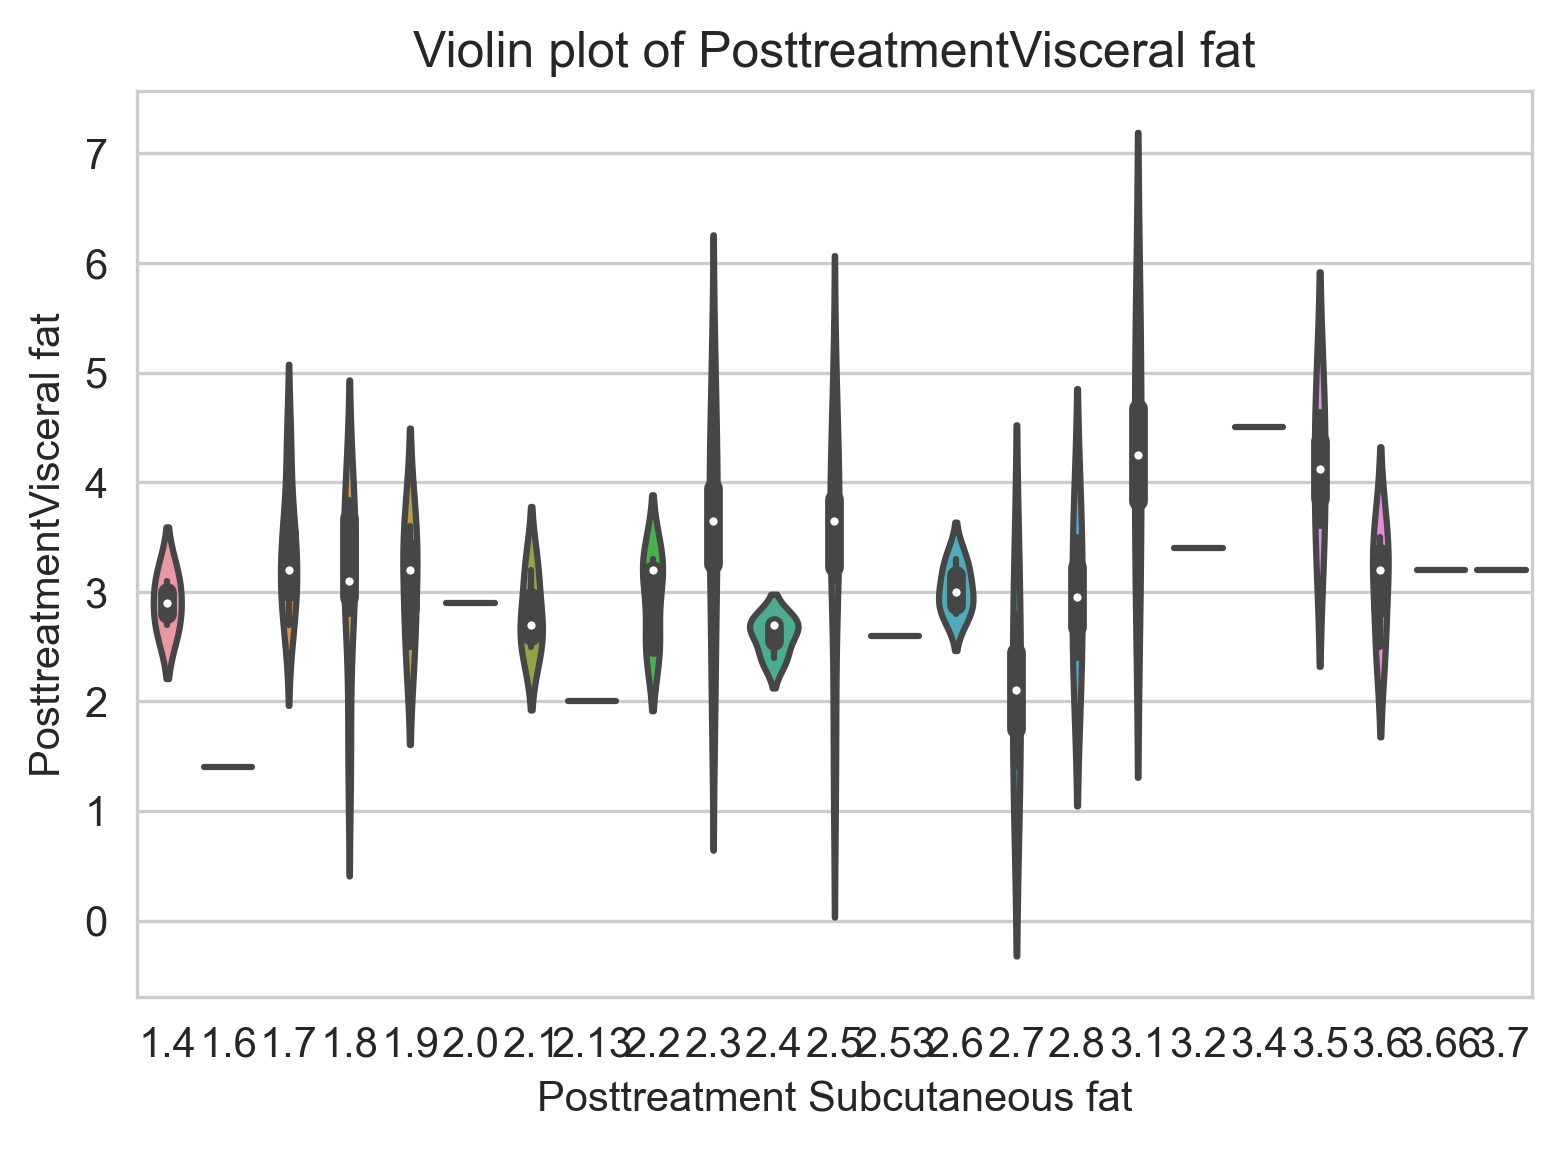 Violin plot of PosttreatmentVisceral fat
PosttreatmentVisceral fat
7
6
5
4
3
2
1
0
1.4 1.6 1.7 1.8 1.9 2.0 2.1 2.13 2.2 2.3 2.4 2.5 2.53 2.6 2.7 2.8 3.1 3.2 3.4 3.5 3.6 3.66 3.7
Posttreatment Subcutaneous fat